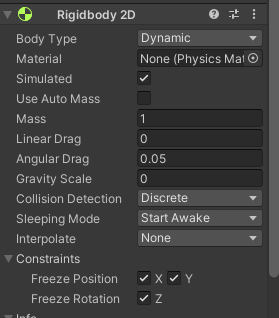 Rigidbody 2D
Body Type Dynamic
Material None (Physics Mat
Simulated
Use Auto Mass
Mass 1
Linear Drag 0
Angular Drag 0.05
Gravity Scale 0
Collision Detection Discrete
Sleeping Mode Start Awake
Interpolate None
Constraints
Freeze Position X Y
Freeze Rotation Z
Info